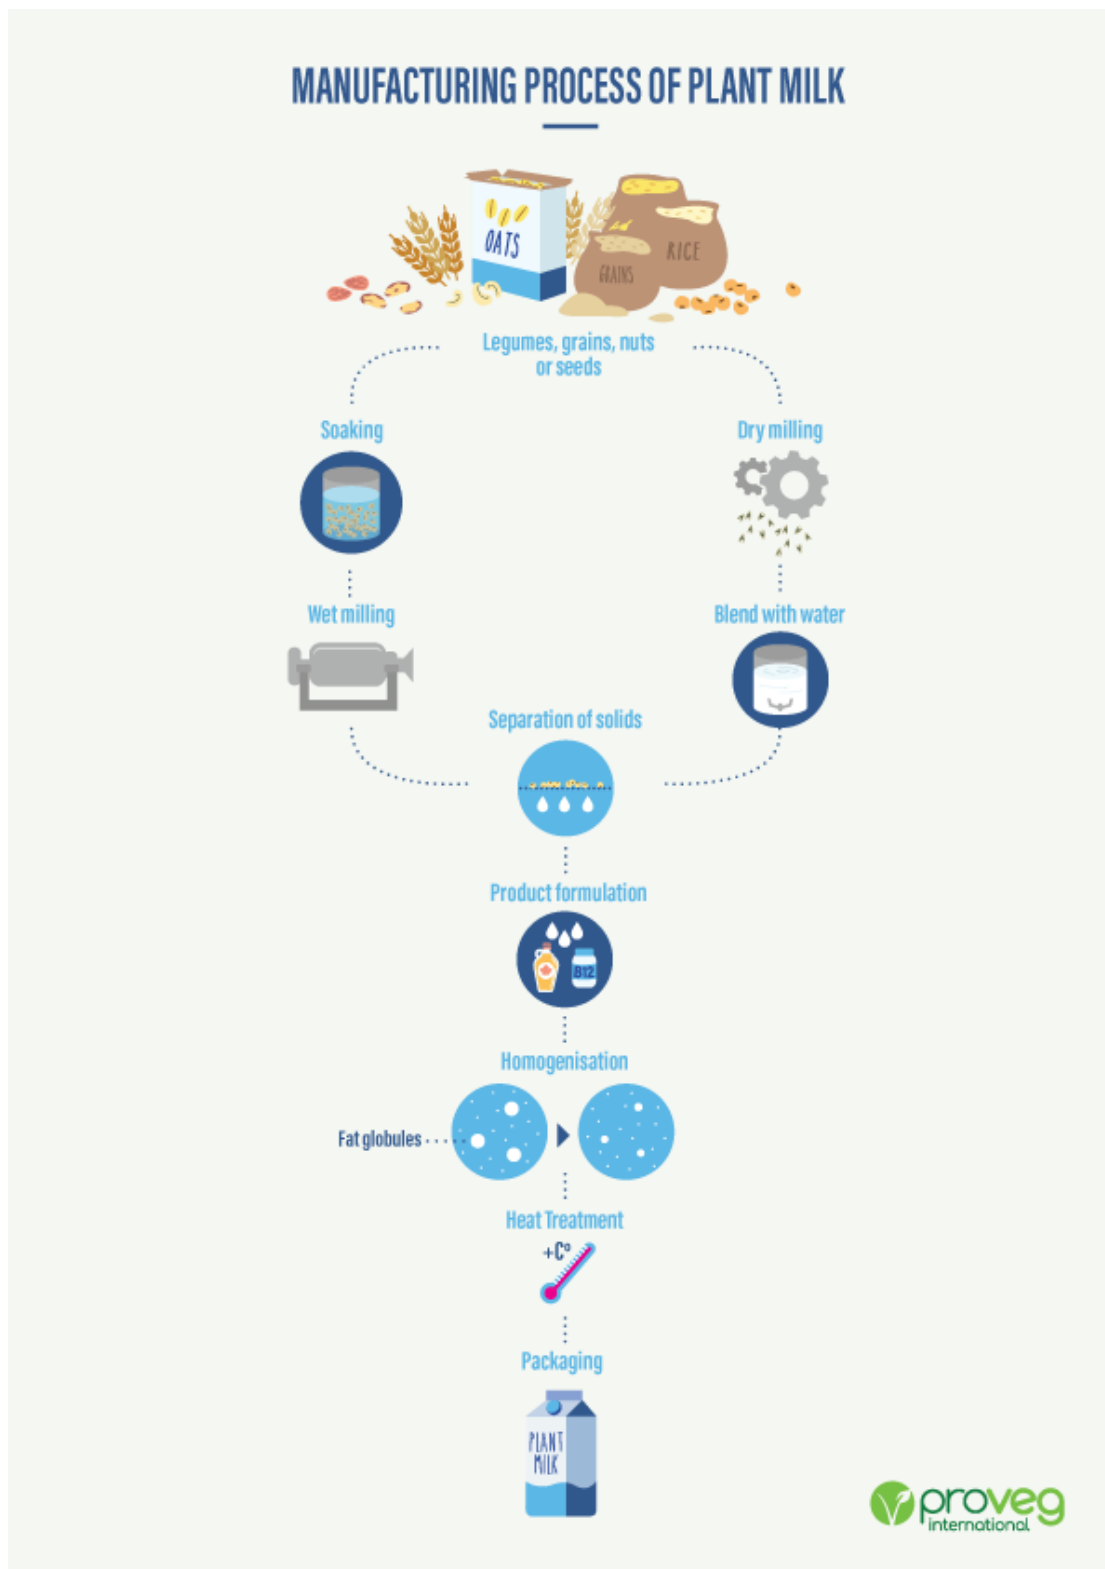 MANUFACTURING PROCESS OF PLANT MILK
OATS
RICE
GRAINS
Legumes, grains, nuts
or seeds
Soaking
Dry milling
Wet milling
Blend with water
Separation of solids
Product formulation
B12
Homogenisation
Fat globules
Heat Treatment
+C°
Packaging
PLANT
MILK
proveg
international